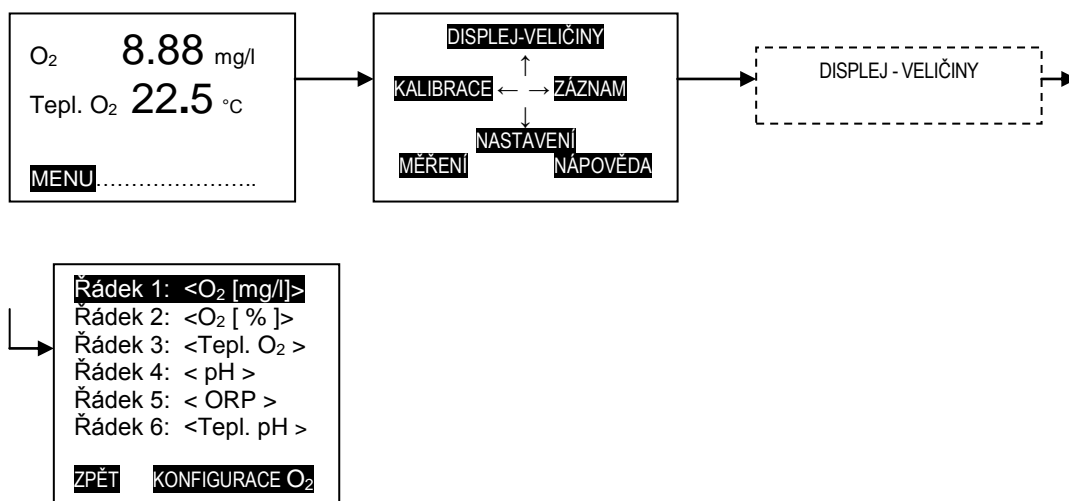 O₂ 8.88 mg/l
Tepl. O₂ 22.5 °C
MENU……………………..
DISPLEJ-VELIČINY
↑
KALIBRACE ← → ZÁZNAM
↓
NASTAVENÍ
MĚŘENÍ NÁPOVĚDA
DISPLEJ - VELIČINY
Řádek 1: <O₂ [mg/l]>
Řádek 2: <O₂ [ % ]>
Řádek 3: <Tepl. O₂ >
Řádek 4: < pH >
Řádek 5: < ORP >
Řádek 6: <Tepl. pH >
ZPĚT KONFIGURACE O₂